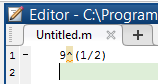 Editor - C:\Program
Untitled.m × +
1 - 9^(1/2)
2